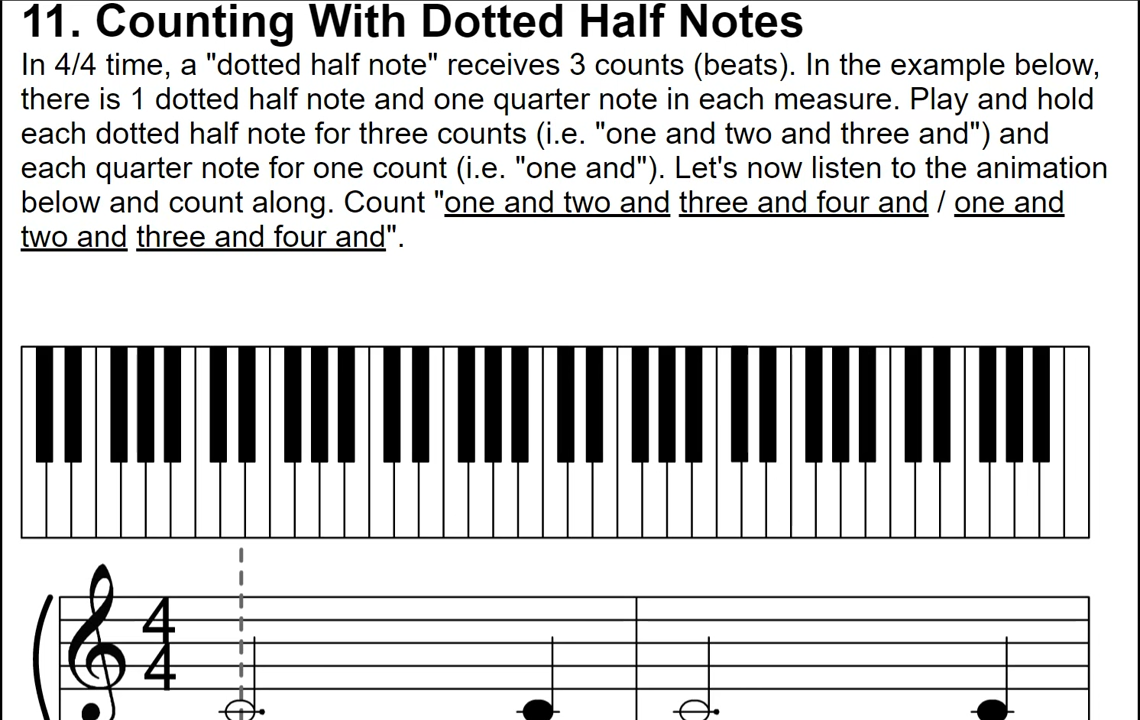 11. Counting With Dotted Half Notes
In 4/4 time, a "dotted half note" receives 3 counts (beats). In the example below,
there is 1 dotted half note and one quarter note in each measure. Play and hold
each dotted half note for three counts (i.e. "one and two and three and") and
each quarter note for one count (i.e. "one and"). Let's now listen to the animation
below and count along. Count "one and two and three and four and / one and
two and three and four and".
4
4